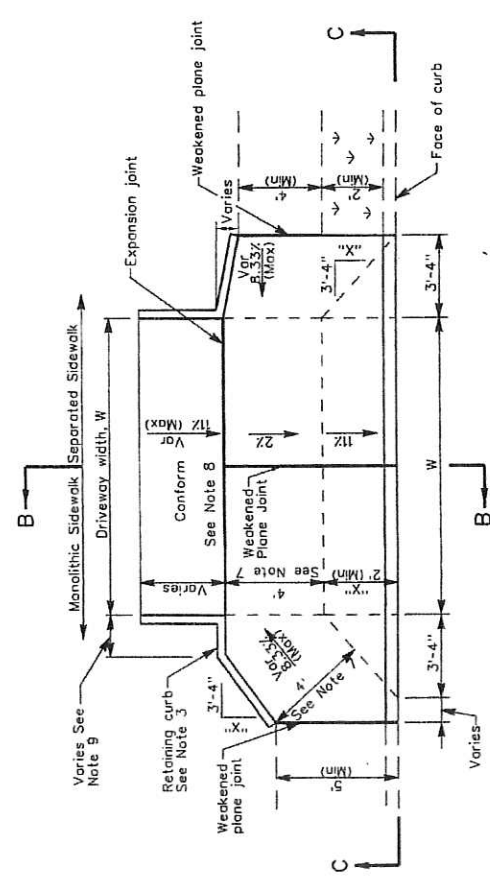 B
Monolithic Sidewalk
Separated Sidewalk
Driveway width, W
Varies See
Note 9
Retaining curb
See Note 3
Weakened
plane joint
3'-4"
"X"
Varies
Conform
See Note 8
Var
11% (Max)
Expansion joint
Varies
Weakened plane joint
Var
8.33%
(Max)
4'
(Min)
2'
(Min)
3'-4"
"X"
Face of curb
4'
See Note 7
"X"
2' (Min)
Weakened
Plane Joint
2%
11%
Var
8.33%
(Max)
4'
See Note 7
5'
(Min)
C
C
Varies
3'-4"
W
3'-4"
B